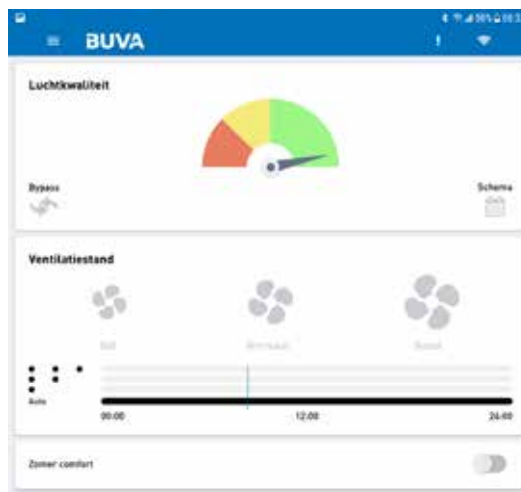 BUVA
Luchtkwaliteit
Bypass
Schema
Ventilatiestand
Auto
00:00
12:00
24:00
Zomer comfort